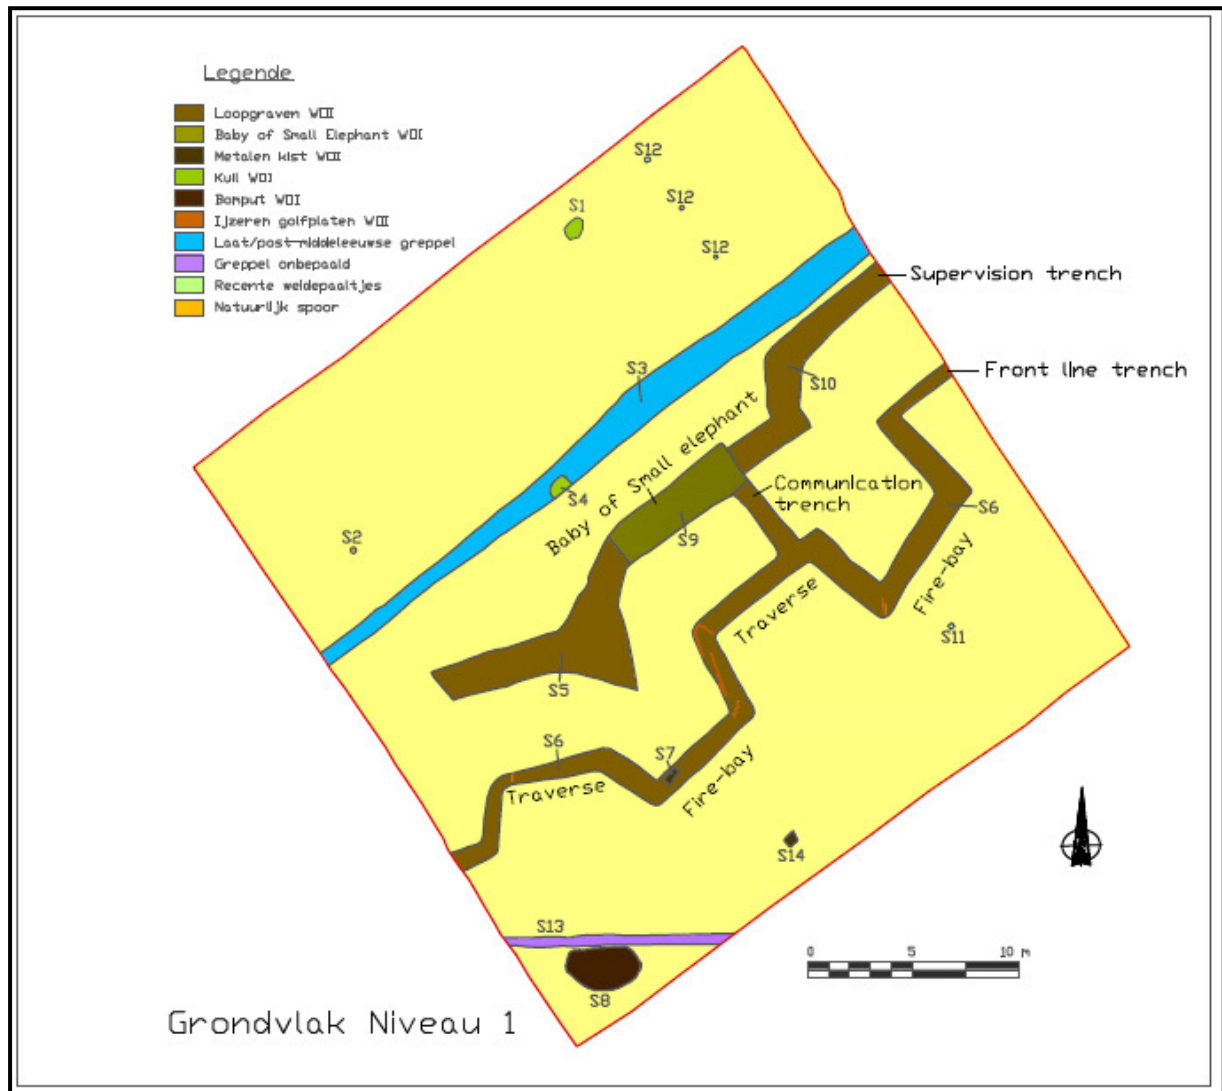 Legende
Loopgraven WOI
Baby of Small Elephant WOI
Metalen kist WOI
Kuil WOI
Bomput WOI
Ijzeren golfplaten WOI
Laat/post-middeleeuwse greppel
Greppel onbepaald
Recente weidepaaltjes
Natuurlijk spoor
S12
S1
S12
S12
Supervision trench
S3
Front line trench
S10
Baby of Small elephant
Communication
trench
S4
S6
S2
S9
Traverse
Fire-bay
S11
S5
S6
S7
Traverse
Fire-bay
S14
S13
0 5 10 m
S8
Grondvlak Niveau 1